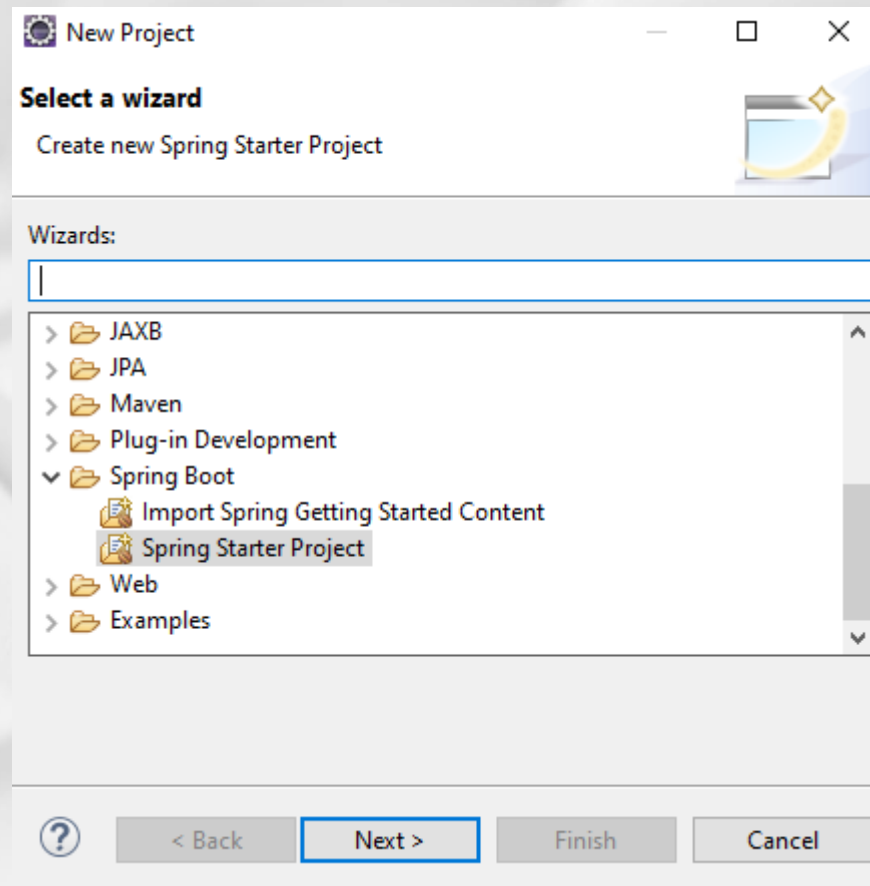 New Project
Select a wizard
Create new Spring Starter Project
Wizards:
JAXB
JPA
Maven
Plug-in Development
Spring Boot
Import Spring Getting Started Content
Spring Starter Project
Web
Examples
? < Back Next > Finish Cancel